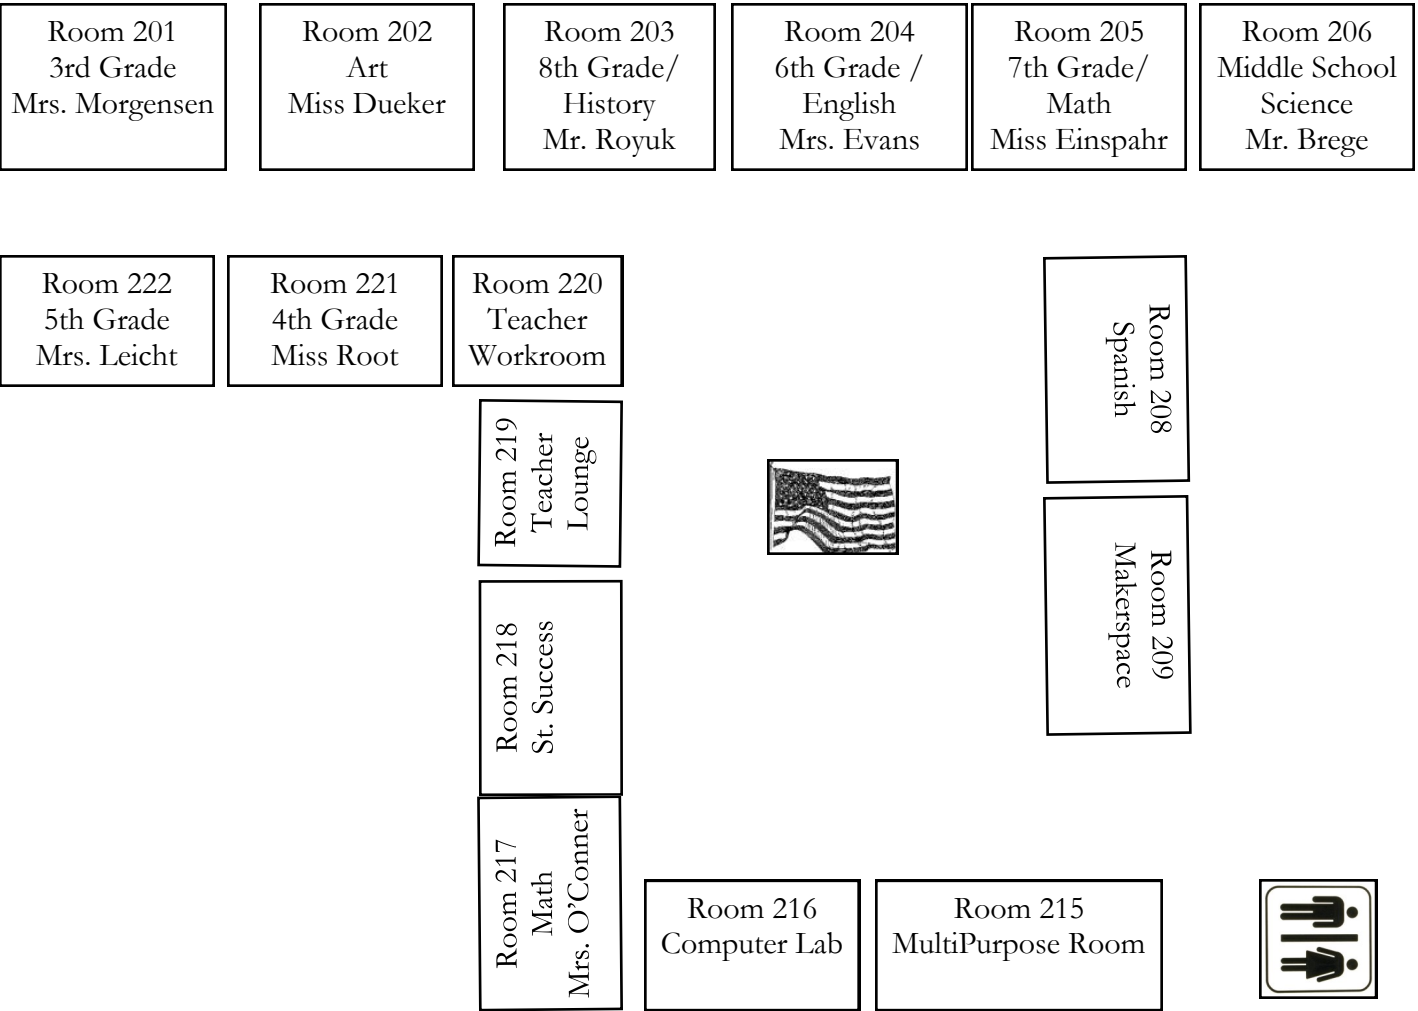 Room 201
3rd Grade
Mrs. Morgensen
Room 202
Art
Miss Dueker
Room 203
8th Grade/
History
Mr. Royuk
Room 204
6th Grade /
English
Mrs. Evans
Room 205
7th Grade/
Math
Miss Einspahr
Room 206
Middle School
Science
Mr. Brege
Room 222
5th Grade
Mrs. Leicht
Room 221
4th Grade
Miss Root
Room 220
Teacher
Workroom
Room 208
Spanish
Room 219
Teacher
Lounge
Room 209
Makerspace
Room 218
St. Success
Room 217
Math
Mrs. O’Conner
Room 216
Computer Lab
Room 215
MultiPurpose Room